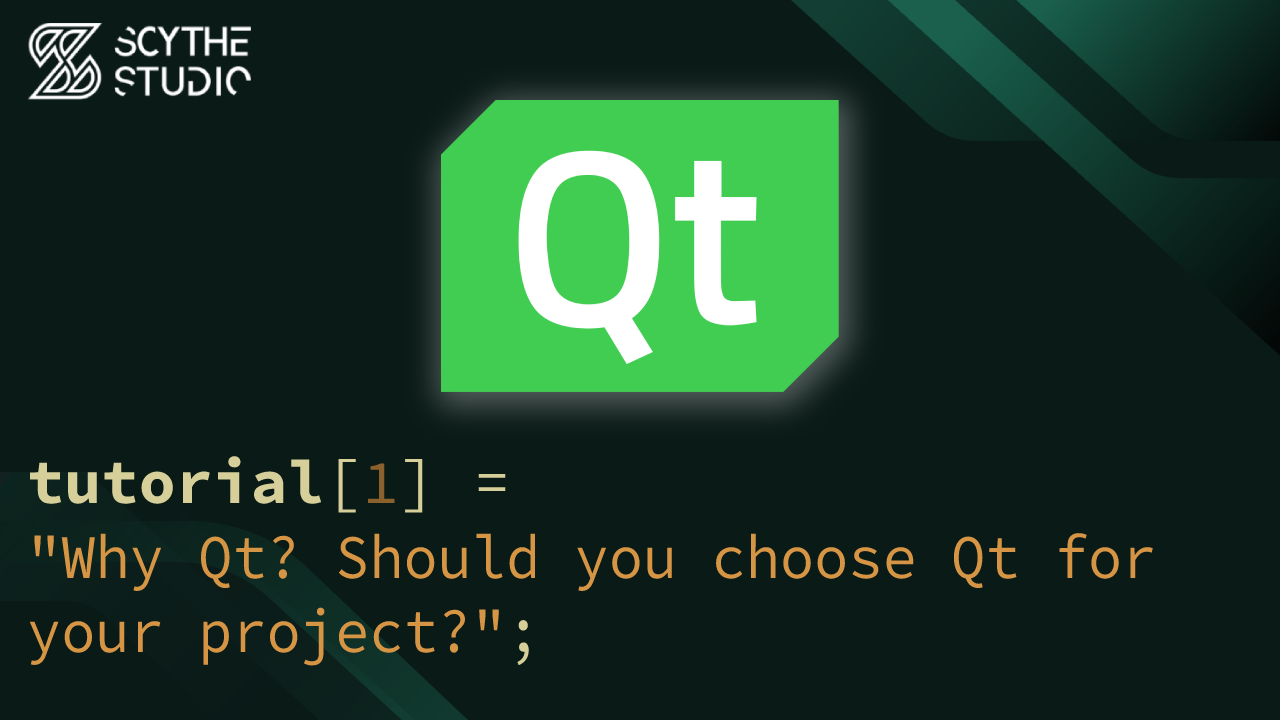 SCYTHE
STUDIO
Qt
tutorial[1] =
"Why Qt? Should you choose Qt for
your project?";